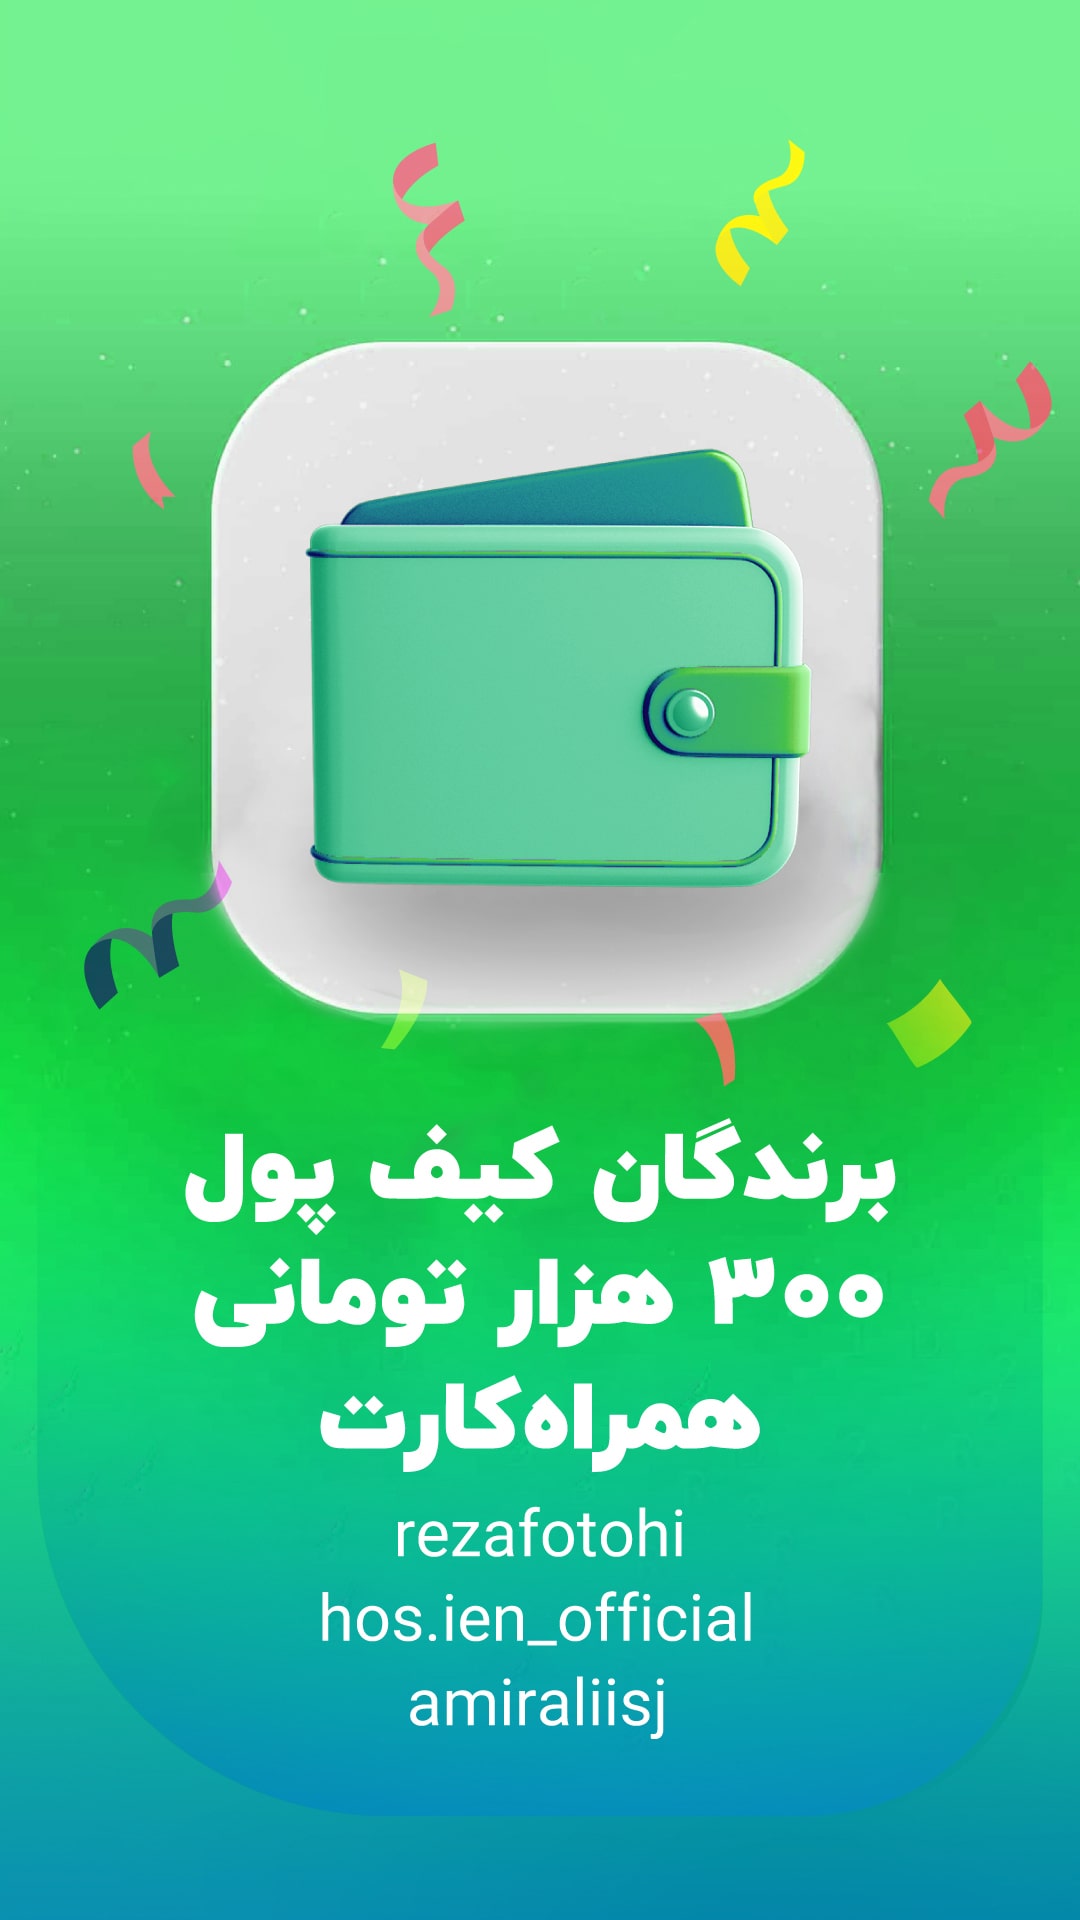 برندگان کیف پول
۳۰۰ هزار تومانی
همراه‌کارت
rezafotohi
hos.ien_official
amiraliisj